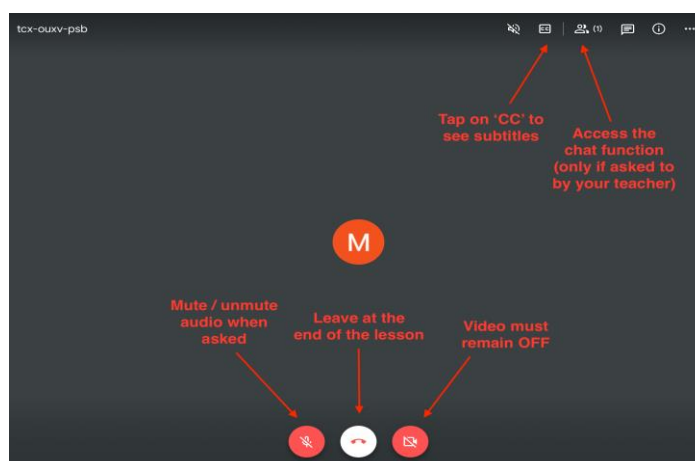 tcx-ouxv-psb
CC
(1)
Tap on ‘CC’ to
see subtitles
Access the
chat function
(only if asked to
by your teacher)
M
Mute / unmute
audio when
asked
Leave at the
end of the lesson
Video must
remain OFF